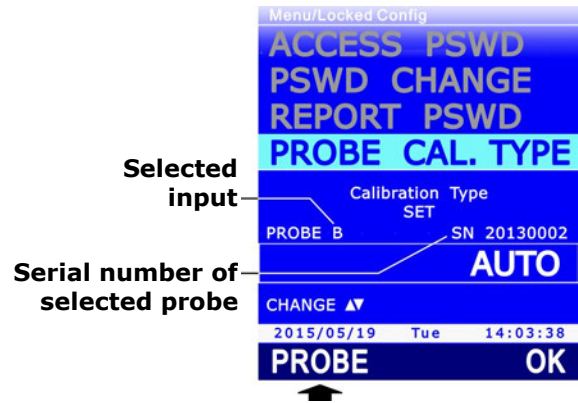 Menu/Locked Config
ACCESS PSWD
PSWD CHANGE
REPORT PSWD
PROBE CAL. TYPE
Selected
input
Calibration Type
SET
PROBE B SN 20130002
Serial number of
selected probe
AUTO
CHANGE ▲▼
2015/05/19 Tue 14:03:38
PROBE OK